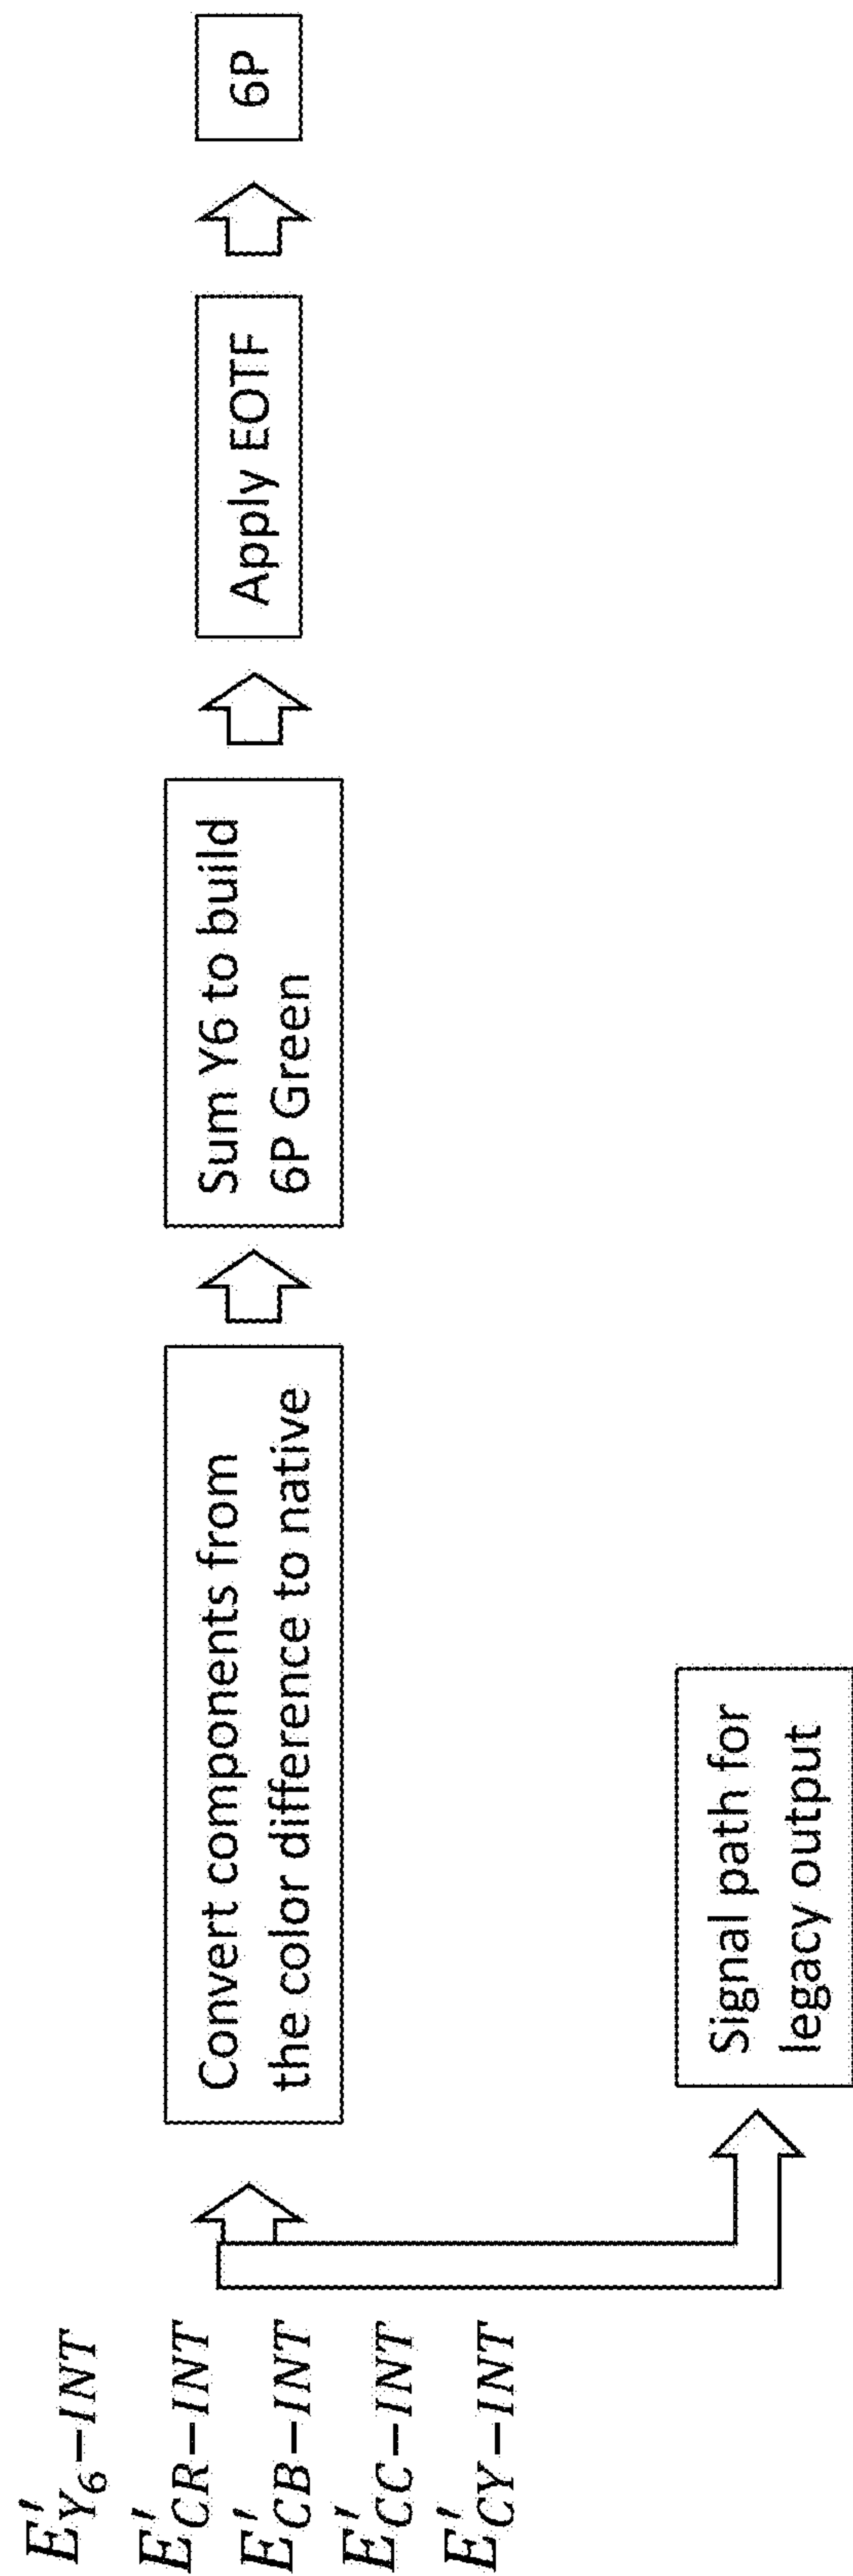 E′_{Y_6−INT}
E′_{CR−INT}
E′_{CB−INT}
E′_{CC−INT}
E′_{CY−INT}
Convert components from
the color difference to native
Sum Y6 to build
6P Green
Apply EOTF
6P
Signal path for
legacy output